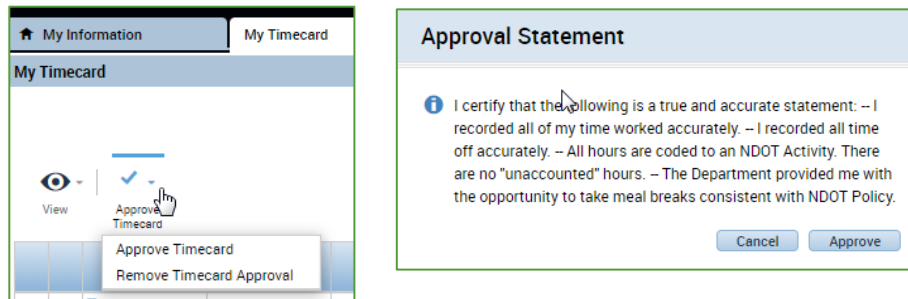 My Information
My Timecard
My Timecard
View
Approve
Timecard
Approve Timecard
Remove Timecard Approval
Approval Statement
I certify that the following is a true and accurate statement: -- I
recorded all of my time worked accurately. -- I recorded all time
off accurately. -- All hours are coded to an NDOT Activity. There
are no "unaccounted" hours. -- The Department provided me with
the opportunity to take meal breaks consistent with NDOT Policy.
Cancel
Approve